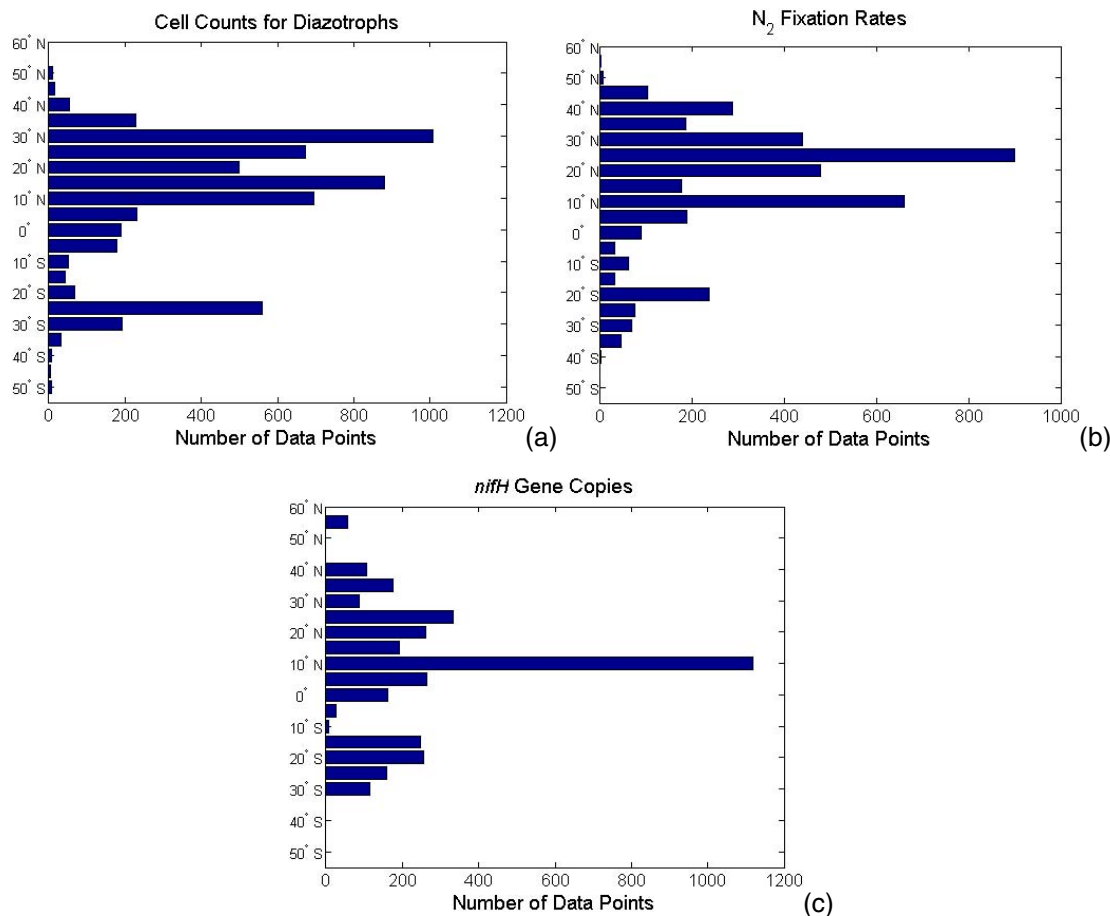 Cell Counts for Diazotrophs
60° N
50° N
40° N
30° N
20° N
10° N
0°
10° S
20° S
30° S
40° S
50° S
0 200 400 600 800 1000 1200
Number of Data Points
(a)
N₂ Fixation Rates
60° N
50° N
40° N
30° N
20° N
10° N
0°
10° S
20° S
30° S
40° S
50° S
0 200 400 600 800 1000
Number of Data Points
(b)
nifH Gene Copies
60° N
50° N
40° N
30° N
20° N
10° N
0°
10° S
20° S
30° S
40° S
50° S
0 200 400 600 800 1000 1200
Number of Data Points
(c)